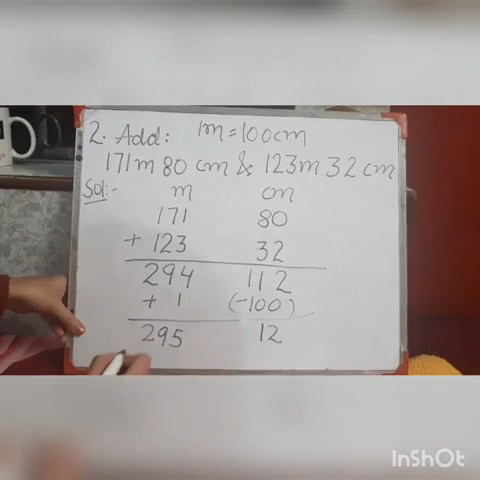 2. Add: 1m = 100cm
171m 80 cm & 123m 32 cm
Sol:- m cm
171 80
+ 123 32
294 112
+ 1 (-100)
295 12
InShOt